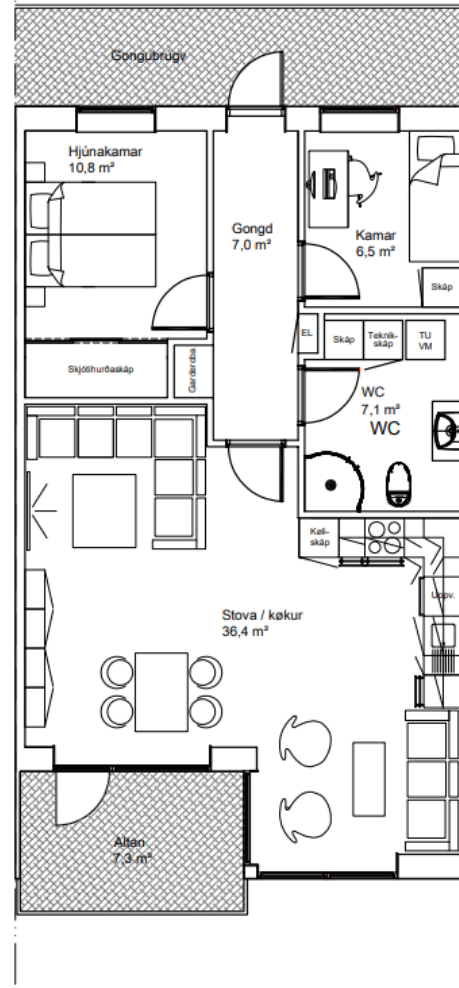 Gongubrúgv
Hjúnakamar
10,8 m²
Gongd
7,0 m²
Kamar
6,5 m²
Skáp
EL
Skáp
Teknik-
skáp
TU
VM
Skjótihurðaskáp
Garderoba
WC
7,1 m²
WC
Køli-
skáp
Uppv.
Stova / køkur
36,4 m²
Altan
7,3 m²